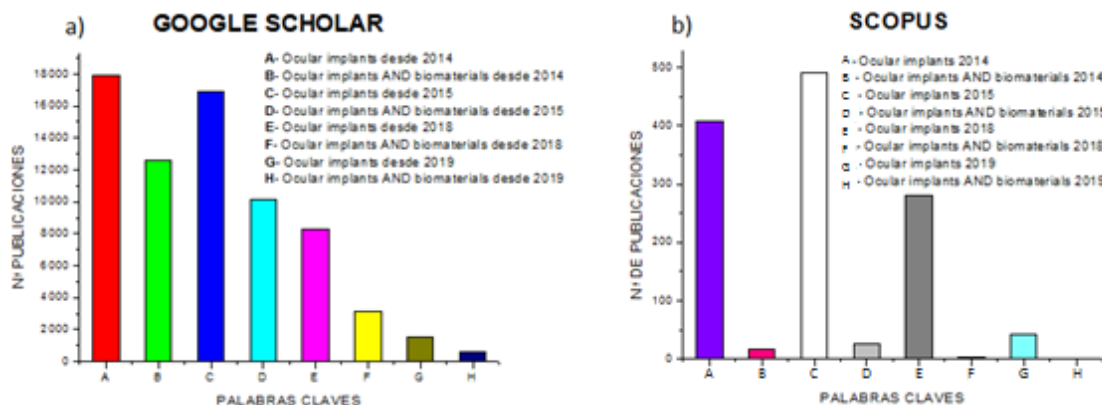 a) GOOGLE SCHOLAR
A- Ocular implants desde 2014
B- Ocular implants AND biomaterials desde 2014
C- Ocular implants desde 2015
D- Ocular implants AND biomaterials desde 2015
E- Ocular implants desde 2018
F- Ocular implants AND biomaterials desde 2018
G- Ocular implants desde 2019
H- Ocular implants AND biomaterials desde 2019
Nº PUBLICACIONES
18000
16000
14000
12000
10000
8000
6000
4000
2000
0
A B C D E F G H
PALABRAS CLAVES
b) SCOPUS
A - Ocular implants 2014
B - Ocular implants AND biomaterials 2014
C - Ocular implants 2015
D - Ocular implants AND biomaterials 2015
E - Ocular implants 2018
F - Ocular implants AND biomaterials 2018
G - Ocular implants 2019
H - Ocular implants AND biomaterials 2019
Nº DE PUBLICACIONES
500
400
300
200
100
0
A B C D E F G H
PALABRAS CLAVES